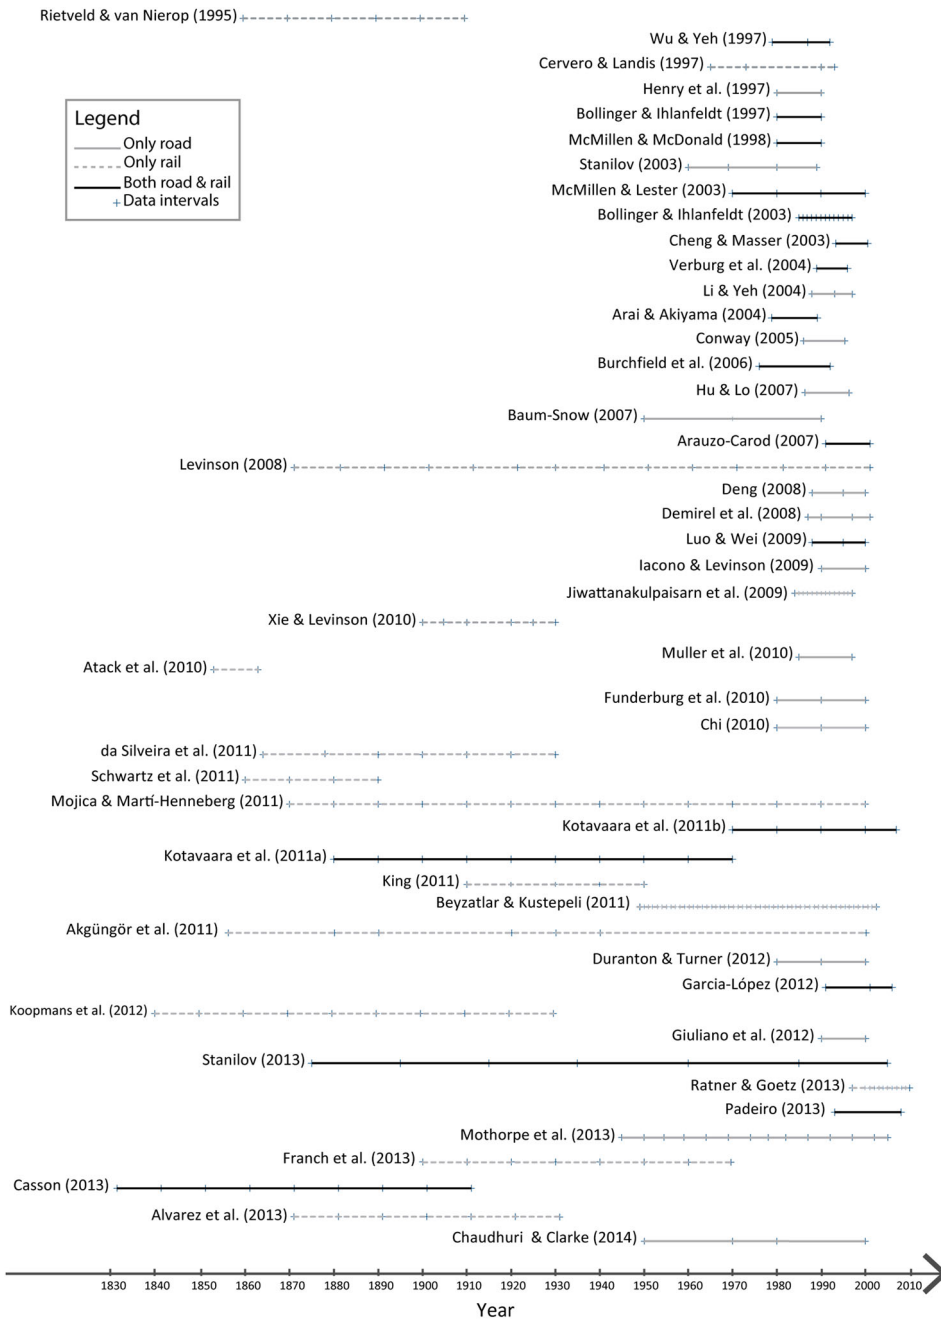 Rietveld & van Nierop (1995)
Wu & Yeh (1997)
Cervero & Landis (1997)
Henry et al. (1997)
Legend
Only road
Only rail
Both road & rail
Data intervals
Bollinger & Ihlanfeldt (1997)
McMillen & McDonald (1998)
Stanilov (2003)
McMillen & Lester (2003)
Bollinger & Ihlanfeldt (2003)
Cheng & Masser (2003)
Verburg et al. (2004)
Li & Yeh (2004)
Arai & Akiyama (2004)
Conway (2005)
Burchfield et al. (2006)
Hu & Lo (2007)
Baum-Snow (2007)
Arauzo-Carod (2007)
Levinson (2008)
Deng (2008)
Demirel et al. (2008)
Luo & Wei (2009)
Iacono & Levinson (2009)
Jiwattanakulpaisarn et al. (2009)
Xie & Levinson (2010)
Muller et al. (2010)
Atack et al. (2010)
Funderburg et al. (2010)
Chi (2010)
da Silveira et al. (2011)
Schwartz et al. (2011)
Mojica & Martí-Henneberg (2011)
Kotavaara et al. (2011b)
Kotavaara et al. (2011a)
King (2011)
Beyzatlar & Kustepeli (2011)
Akgüngör et al. (2011)
Duranton & Turner (2012)
Garcia-López (2012)
Koopmans et al. (2012)
Giuliano et al. (2012)
Stanilov (2013)
Ratner & Goetz (2013)
Padeiro (2013)
Mothorpe et al. (2013)
Franch et al. (2013)
Casson (2013)
Alvarez et al. (2013)
Chaudhuri & Clarke (2014)
1830 1840 1850 1860 1870 1880 1890 1900 1910 1920 1930 1940 1950 1960 1970 1980 1990 2000 2010
Year